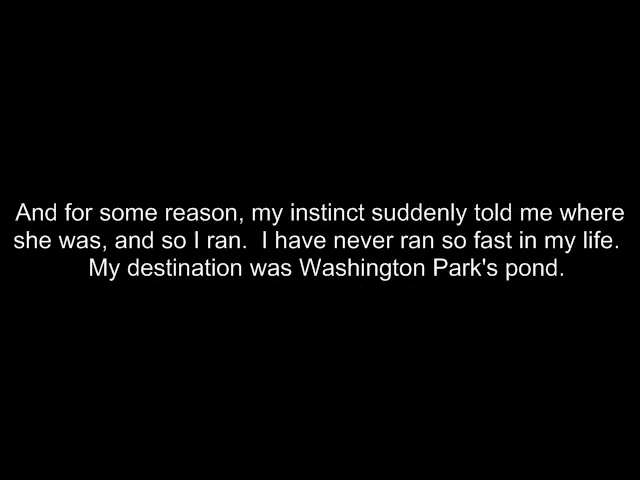 And for some reason, my instinct suddenly told me where
she was, and so I ran.  I have never ran so fast in my life.
My destination was Washington Park's pond.